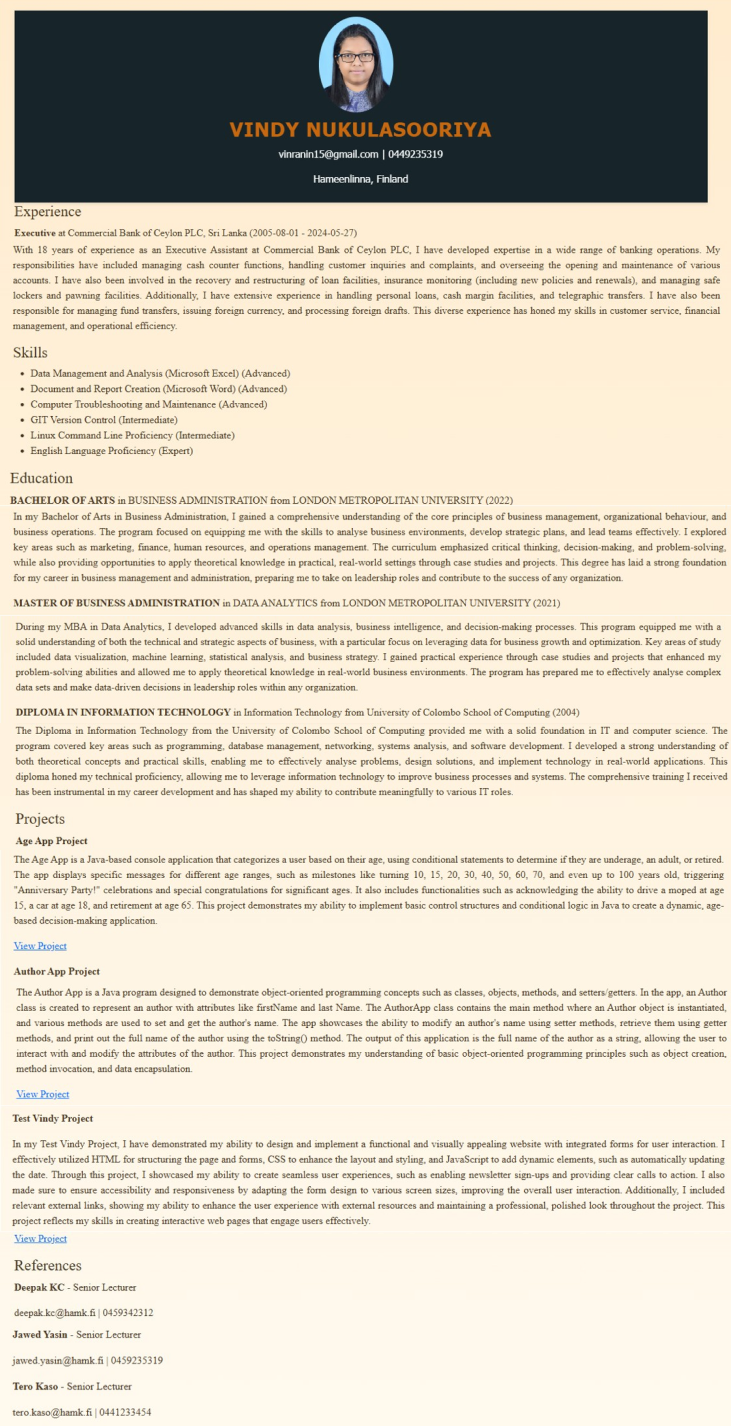 VINDY NUKULASOORIYA
vinranin15@gmail.com | 0449235319
Hameenlinna, Finland
Experience
Executive at Commercial Bank of Ceylon PLC, Sri Lanka (2005-08-01 - 2024-05-27)
With 18 years of experience as an Executive Assistant at Commercial Bank of Ceylon PLC, I have developed expertise in a wide range of banking operations. My
responsibilities have included managing cash counter functions, handling customer inquiries and complaints, and overseeing the opening and maintenance of various
accounts. I have also been involved in the recovery and restructuring of loan facilities, insurance monitoring (including new policies and renewals), and managing safe
lockers and pawning facilities. Additionally, I have extensive experience in handling personal loans, cash margin facilities, and telegraphic transfers. I have also been
responsible for managing fund transfers, issuing foreign currency, and processing foreign drafts. This diverse experience has honed my skills in customer service, financial
management, and operational efficiency.
Skills
• Data Management and Analysis (Microsoft Excel) (Advanced)
• Document and Report Creation (Microsoft Word) (Advanced)
• Computer Troubleshooting and Maintenance (Advanced)
• GIT Version Control (Intermediate)
• Linux Command Line Proficiency (Intermediate)
• English Language Proficiency (Expert)
Education
BACHELOR OF ARTS in BUSINESS ADMINISTRATION from LONDON METROPOLITAN UNIVERSITY (2022)
In my Bachelor of Arts in Business Administration, I gained a comprehensive understanding of the core principles of business management, organizational behaviour, and
business operations. The program focused on equipping me with the skills to analyse business environments, develop strategic plans, and lead teams effectively. I explored
key areas such as marketing, finance, human resources, and operations management. The curriculum emphasized critical thinking, decision-making, and problem-solving,
while also providing opportunities to apply theoretical knowledge in practical, real-world settings through case studies and projects. This degree has laid a strong foundation
for my career in business management and administration, preparing me to take on leadership roles and contribute to the success of any organization.
MASTER OF BUSINESS ADMINISTRATION in DATA ANALYTICS from LONDON METROPOLITAN UNIVERSITY (2021)
During my MBA in Data Analytics, I developed advanced skills in data analysis, business intelligence, and decision-making processes. This program equipped me with a
solid understanding of both the technical and strategic aspects of business, with a particular focus on leveraging data for business growth and optimization. Key areas of study
included data visualization, machine learning, statistical analysis, and business strategy. I gained practical experience through case studies and projects that enhanced my
problem-solving abilities and allowed me to apply theoretical knowledge in real-world business environments. The program has prepared me to effectively analyse complex
data sets and make data-driven decisions in leadership roles within any organization.
DIPLOMA IN INFORMATION TECHNOLOGY in Information Technology from University of Colombo School of Computing (2004)
The Diploma in Information Technology from the University of Colombo School of Computing provided me with a solid foundation in IT and computer science. The
program covered key areas such as programming, database management, networking, systems analysis, and software development. I developed a strong understanding of
both theoretical concepts and practical skills, enabling me to effectively analyse problems, design solutions, and implement technology in real-world applications. This
diploma honed my technical proficiency, allowing me to leverage information technology to improve business processes and systems. The comprehensive training I received
has been instrumental in my career development and has shaped my ability to contribute meaningfully to various IT roles.
Projects
Age App Project
The Age App is a Java-based console application that categorizes a user based on their age, using conditional statements to determine if they are underage, an adult, or retired.
The app displays specific messages for different age ranges, such as milestones like turning 10, 15, 20, 30, 40, 50, 60, 70, and even up to 100 years old, triggering
"Anniversary Party!" celebrations and special congratulations for significant ages. It also includes functionalities such as acknowledging the ability to drive a moped at age
15, a car at age 18, and retirement at age 65. This project demonstrates my ability to implement basic control structures and conditional logic in Java to create a dynamic, age-
based decision-making application.
View Project
Author App Project
The Author App is a Java program designed to demonstrate object-oriented programming concepts such as classes, objects, methods, and setters/getters. In the app, an Author
class is created to represent an author with attributes like firstName and last Name. The AuthorApp class contains the main method where an Author object is instantiated,
and various methods are used to set and get the author's name. The app showcases the ability to modify an author's name using setter methods, retrieve them using getter
methods, and print out the full name of the author using the toString() method. The output of this application is the full name of the author as a string, allowing the user to
interact with and modify the attributes of the author. This project demonstrates my understanding of basic object-oriented programming principles such as object creation,
method invocation, and data encapsulation.
View Project
Test Vindy Project
In my Test Vindy Project, I have demonstrated my ability to design and implement a functional and visually appealing website with integrated forms for user interaction. I
effectively utilized HTML for structuring the page and forms, CSS to enhance the layout and styling, and JavaScript to add dynamic elements, such as automatically updating
the date. Through this project, I showcased my ability to create seamless user experiences, such as enabling newsletter sign-ups and providing clear calls to action. I also
made sure to ensure accessibility and responsiveness by adapting the form design to various screen sizes, improving the overall user interaction. Additionally, I included
relevant external links, showing my ability to enhance the user experience with external resources and maintaining a professional, polished look throughout the project. This
project reflects my skills in creating interactive web pages that engage users effectively.
View Project
References
Deepak KC - Senior Lecturer
deepak.kc@hamk.fi | 0459342312
Jawed Yasin - Senior Lecturer
jawed.yasin@hamk.fi | 0459235319
Tero Kaso - Senior Lecturer
tero.kaso@hamk.fi | 0441233454